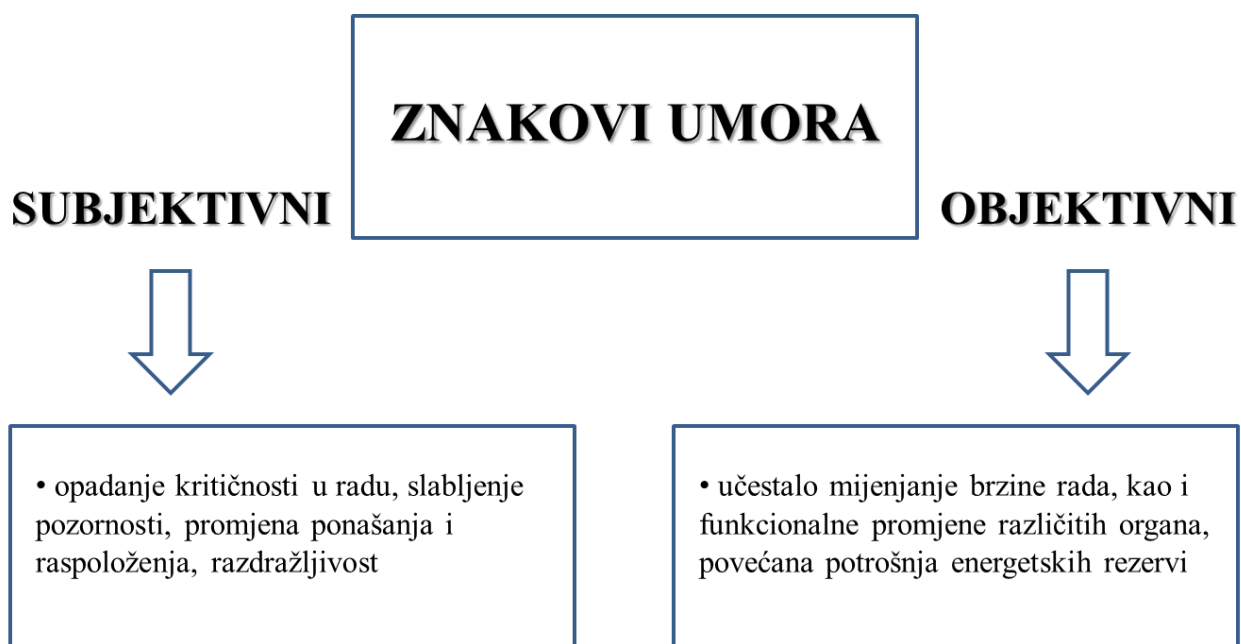 ZNAKOVI UMORA
SUBJEKTIVNI
OBJEKTIVNI
• opadanje kritičnosti u radu, slabljenje
pozornosti, promjena ponašanja i
raspoloženja, razdražljivost
• učestalo mijenjanje brzine rada, kao i
funkcionalne promjene različitih organa,
povećana potrošnja energetskih rezervi